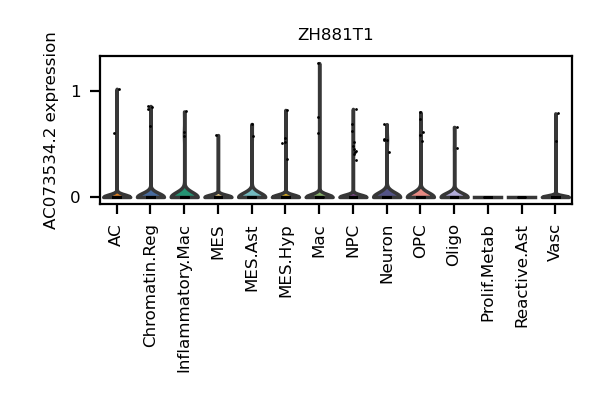 ZH881T1
AC073534.2 expression
1
0
AC
Chromatin.Reg
Inflammatory.Mac
MES
MES.Ast
MES.Hyp
Mac
NPC
Neuron
OPC
Oligo
Prolif.Metab
Reactive.Ast
Vasc